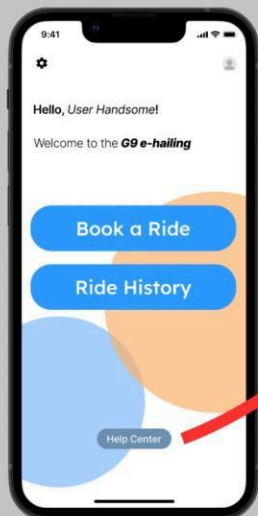 9:41
Hello, User Handsome!
Welcome to the G9 e-hailing
Book a Ride
Ride History
Help Center